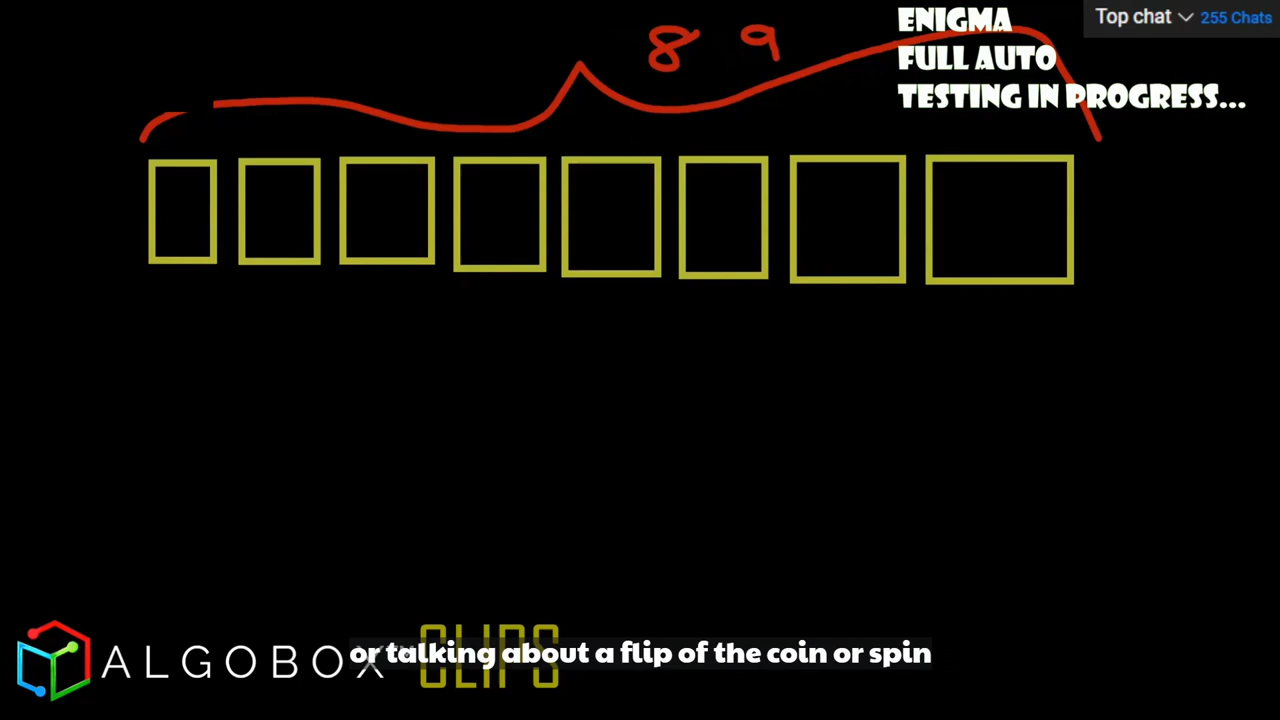 ENIGMA
FULL AUTO
TESTING IN PROGRESS...
Top chat 255 Chats
8 9
ALGOBOX CLIPS
or talking about a flip of the coin or spin